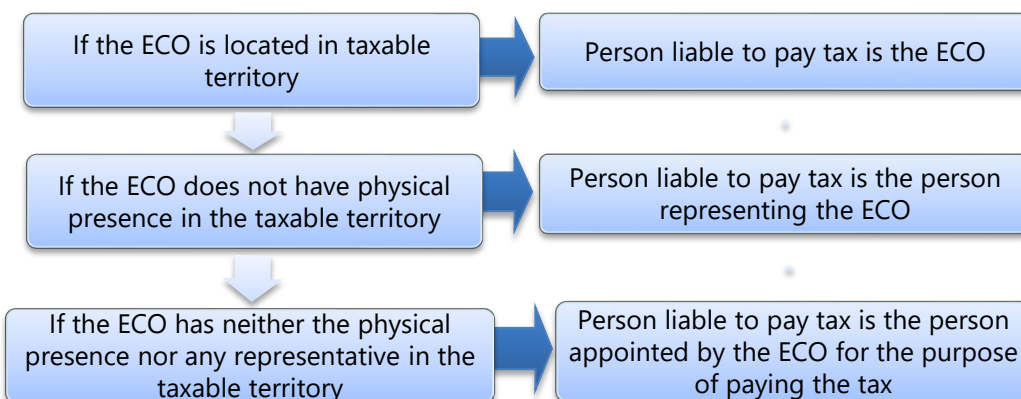 If the ECO is located in taxable
territory
Person liable to pay tax is the ECO
If the ECO does not have physical
presence in the taxable territory
Person liable to pay tax is the person
representing the ECO
If the ECO has neither the physical
presence nor any representative in the
taxable territory
Person liable to pay tax is the person
appointed by the ECO for the purpose
of paying the tax